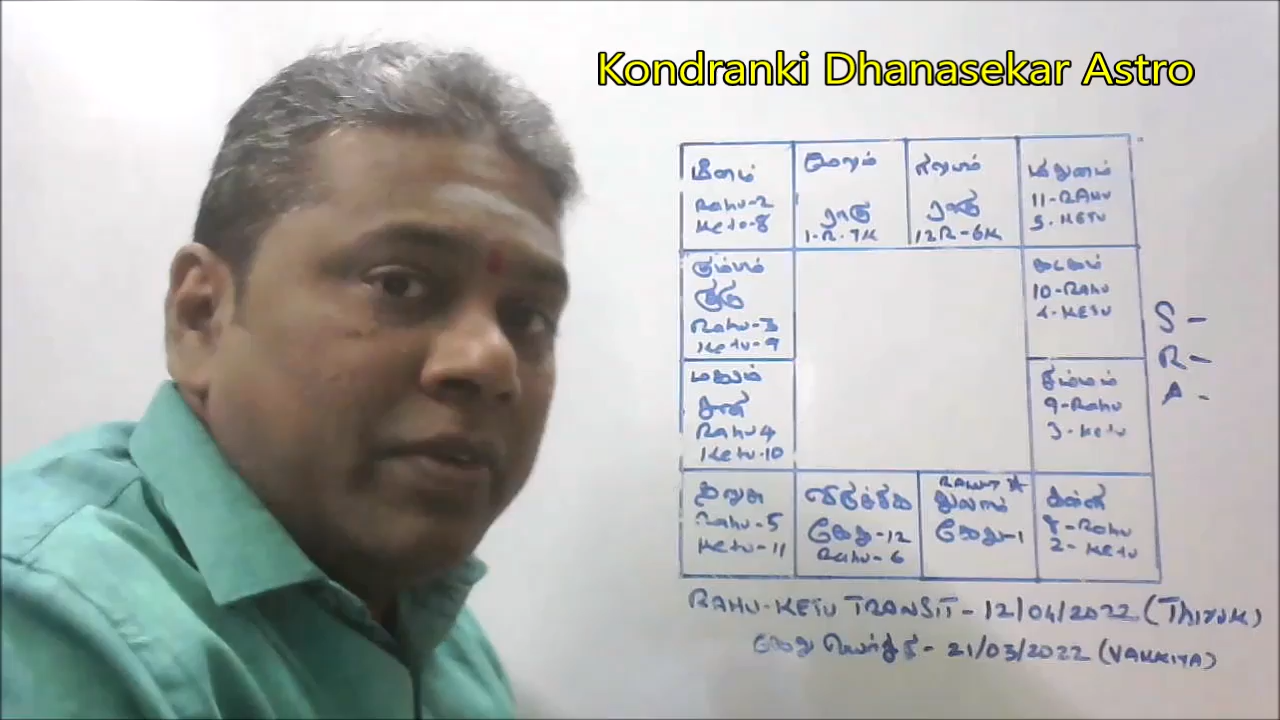 Kondranki Dhanasekar Astro
மீனம்
Rahu-2
Ketu-8
மேஷம்
ராகு
1-R-7K
ரிஷபம்
ராகு
12R-6K
மிதுனம்
11-RAHU
5-KETU
கும்பம்
குரு
Rahu-3
Ketu-9
கடகம்
10-RAHU
4-KETU
மகரம்
சனி
Rahu 4
Ketu-10
சிம்மம்
9-Rahu
3-Ketu
S -
R -
A -
தனுசு
Rahu-5
Ketu-11
கேது-12
Rahu-6
துலாம்
கேது-1
கன்னி
8-Rahu
2-Ketu
RAHU-KETU TRANSIT - 12/04/2022 (THIRUK)
கேது பெயர்ச்சி - 21/03/2022 (VAKKIYA)